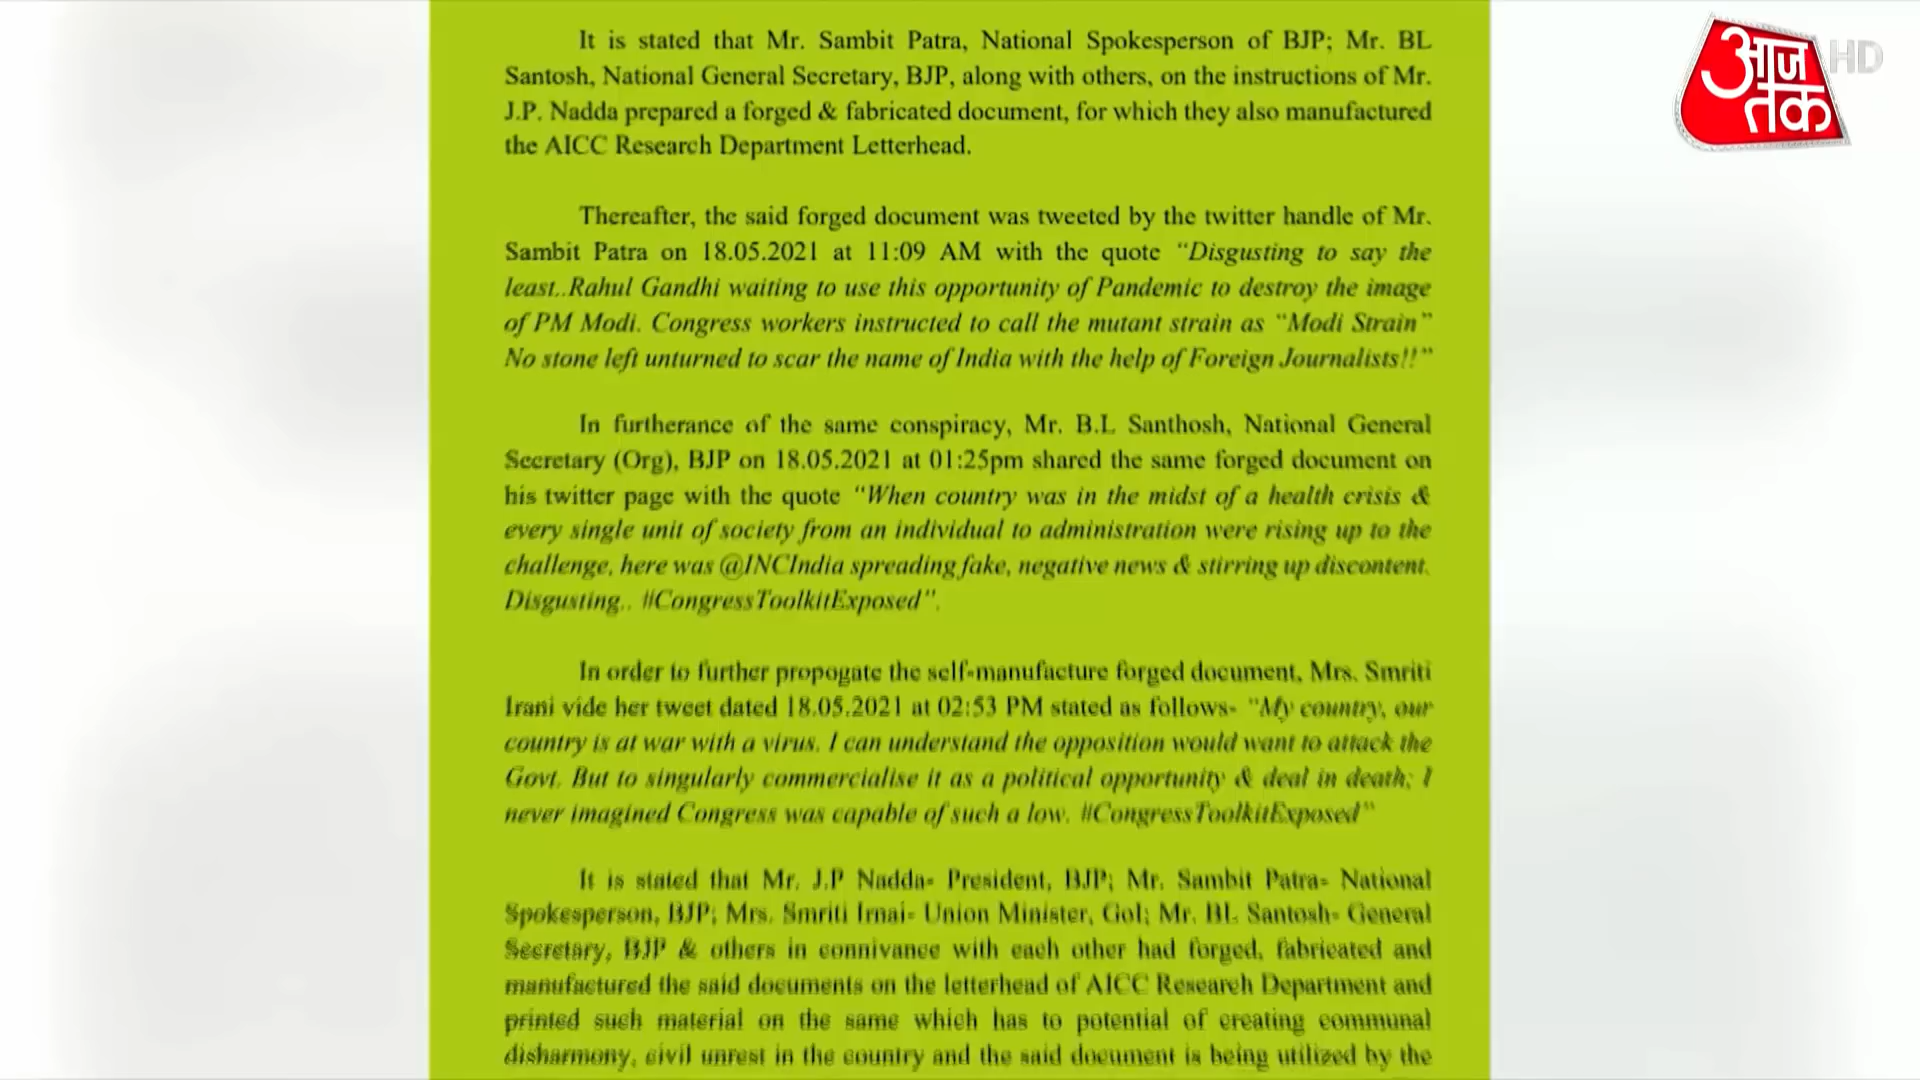 It is stated that Mr. Sambit Patra, National Spokesperson of BJP; Mr. BL
Santosh, National General Secretary, BJP, along with others, on the instructions of Mr.
J.P. Nadda prepared a forged & fabricated document, for which they also manufactured
the AICC Research Department Letterhead.
Thereafter, the said forged document was tweeted by the twitter handle of Mr.
Sambit Patra on 18.05.2021 at 11:09 AM with the quote “Disgusting to say the
least..Rahul Gandhi waiting to use this opportunity of Pandemic to destroy the image
of PM Modi. Congress workers instructed to call the mutant strain as “Modi Strain”
No stone left unturned to scar the name of India with the help of Foreign Journalists!!”
In furtherance of the same conspiracy, Mr. B.L Santhosh, National General
Secretary (Org), BJP on 18.05.2021 at 01:25pm shared the same forged document on
his twitter page with the quote “When country was in the midst of a health crisis &
every single unit of society from an individual to administration were rising up to the
challenge, here was @INCIndia spreading fake, negative news & stirring up discontent.
Disgusting.. #CongressToolkitExposed”.
In order to further propogate the self-manufacture forged document, Mrs. Smriti
Irani vide her tweet dated 18.05.2021 at 02:53 PM stated as follows- “My country, our
country is at war with a virus. I can understand the opposition would want to attack the
Govt. But to singularly commercialise it as a political opportunity & deal in death; I
never imagined Congress was capable of such a low. #CongressToolkitExposed”
It is stated that Mr. J.P Nadda- President, BJP; Mr. Sambit Patra- National
Spokesperson, BJP; Mrs. Smriti Irnai- Union Minister, GoI; Mr. BL Santosh- General
Secretary, BJP & others in connivance with each other had forged, fabricated and
manufactured the said documents on the letterhead of AICC Research Department and
printed such material on the same which has to potential of creating communal
disharmony, civil unrest in the country and the said document is being utilized by the
आज तक HD